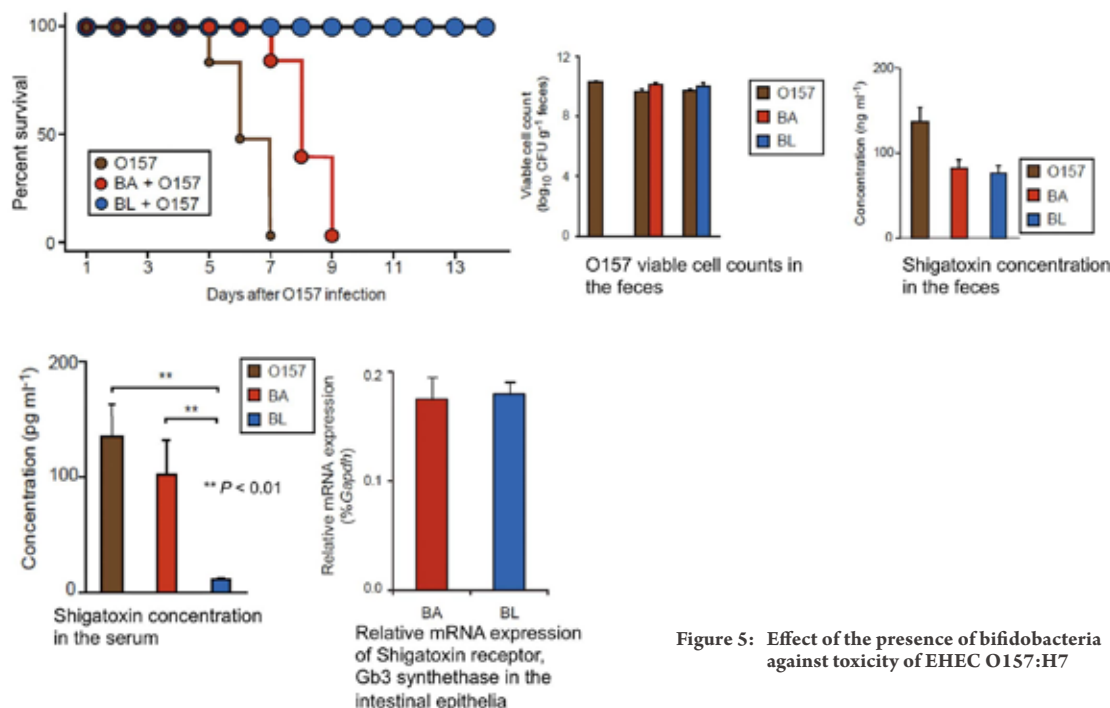 100
50
0
Percent survival
O157
BA + O157
BL + O157
1 3 5 7 9 11 13
Days after O157 infection
12
8
4
0
Viable cell count
(log10 CFU g-1 feces)
O157
BA
BL
O157 viable cell counts in
the feces
200
100
0
Concentration (ng ml-1)
O157
BA
BL
Shigatoxin concentration
in the feces
200
100
0
Concentration (pg ml-1)
**
**
O157
BA
BL
** P < 0.01
Shigatoxin concentration
in the serum
0.2
0.1
0.0
Relative mRNA expression
(%Gapdh)
BA BL
Relative mRNA expression
of Shigatoxin receptor,
Gb3 synthethase in the
intestinal epithelia
Figure 5: Effect of the presence of bifidobacteria
against toxicity of EHEC O157:H7